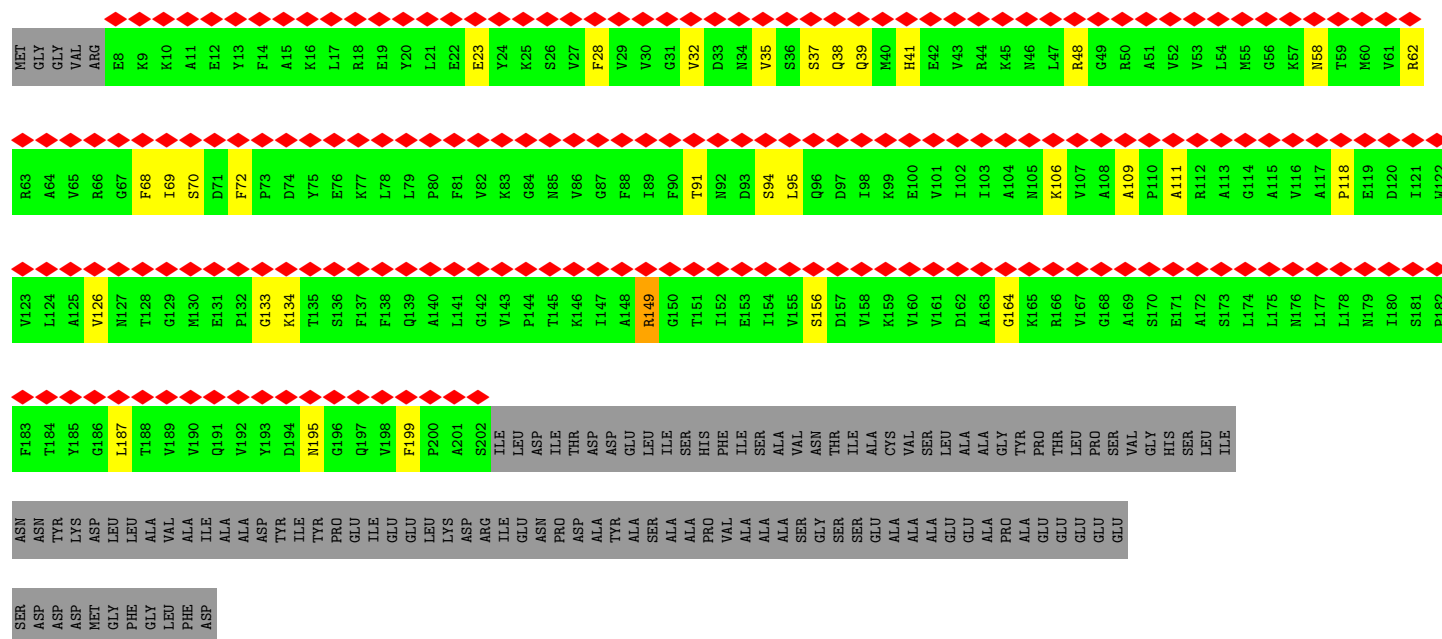 MET GLY GLY VAL ARG E8 K9 K10 A11 E12 Y13 F14 A15 K16 L17 R18 E19 Y20 L21 E22 E23 Y24 K25 S26 V27 F28 V29 V30 G31 V32 D33 N34 V35 S36 S37 Q38 Q39 M40 H41 E42 V43 R44 K45 N46 L47 R48 G49 R50 A51 V52 V53 L54 M55 G56 K57 N58 T59 M60 V61 R62
R63 A64 V65 R66 G67 F68 I69 S70 D71 F72 P73 D74 Y75 E76 K77 L78 L79 P80 F81 V82 K83 G84 N85 V86 G87 F88 I89 F90 T91 N92 D93 S94 L95 Q96 D97 I98 K99 E100 V101 I102 I103 A104 N105 K106 V107 A108 A109 P110 A111 R112 A113 G114 A115 V116 A117 P118 E119 D120 I121 W122
V123 L124 A125 V126 N127 T128 G129 M130 E131 P132 G133 K134 T135 S136 F137 F138 Q139 A140 L141 G142 V143 P144 T145 K146 I147 A148 R149 G150 T151 I152 E153 I154 V155 S156 D157 V158 K159 V160 V161 D162 A163 G164 K165 R166 V167 G168 A169 S170 E171 A172 S173 L174 L175 N176 L177 L178 N179 I180 S181 P182
F183 T184 Y185 G186 L187 T188 V189 V190 Q191 V192 Y193 D194 N195 G196 Q197 V198 F199 P200 A201 S202 ILE LEU ASP ILE THR ASP ASP GLU LEU ILE SER HIS PHE ILE SER ALA VAL ASN THR ILE ALA CYS VAL SER LEU ALA ALA GLY TYR PRO THR LEU PRO SER VAL GLY HIS SER LEU ILE
ASN ASN TYR LYS ASP LEU LEU ALA VAL ALA ILE ALA ALA ASP TYR ILE TYR PRO GLU ILE GLU GLU LEU LYS ASP ARG ILE GLU ASN PRO ASP ALA TYR ALA SER ALA ALA PRO VAL ALA ALA ALA SER GLY SER SER GLU ALA ALA ALA GLU GLU ALA PRO ALA GLU GLU GLU GLU GLU
SER ASP ASP ASP MET GLY PHE GLY LEU PHE ASP